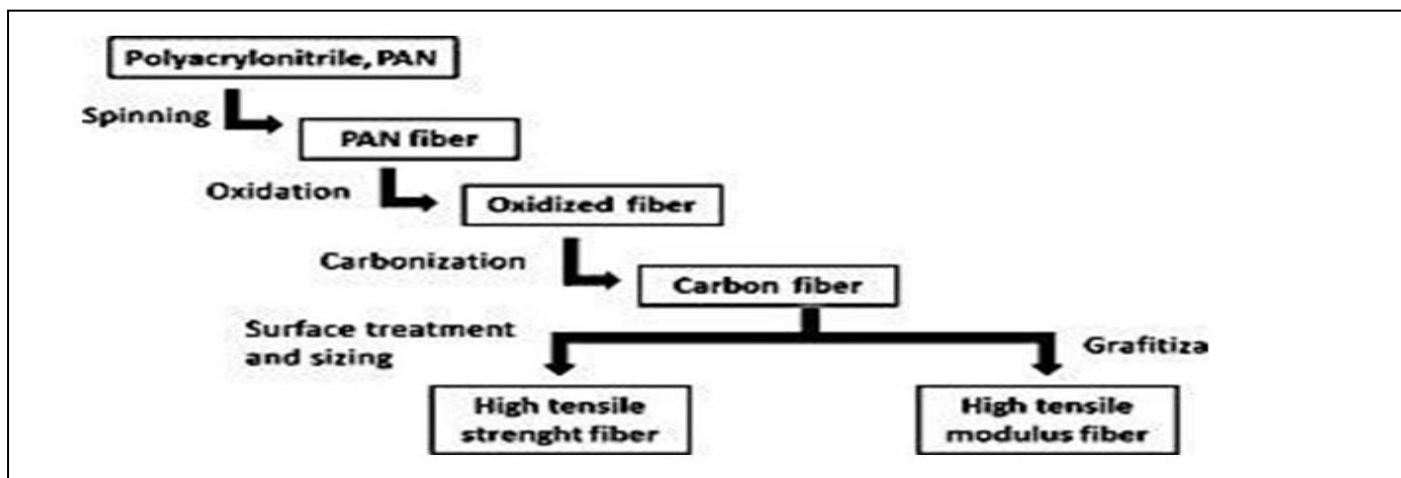 Polyacrylonitrile, PAN
Spinning
PAN fiber
Oxidation
Oxidized fiber
Carbonization
Carbon fiber
Surface treatment
and sizing
Grafitiza
High tensile
strenght fiber
High tensile
modulus fiber